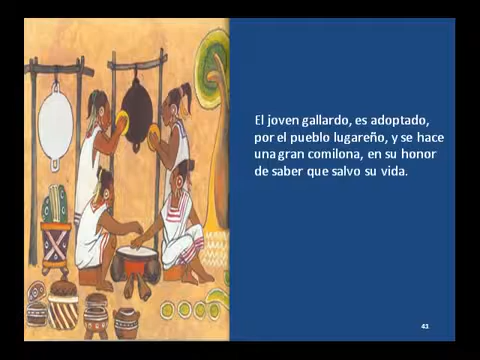 El joven gallardo, es adoptado,
por el pueblo lugareño, y se hace
una gran comilona, en su honor
de saber que salvo su vida.
41